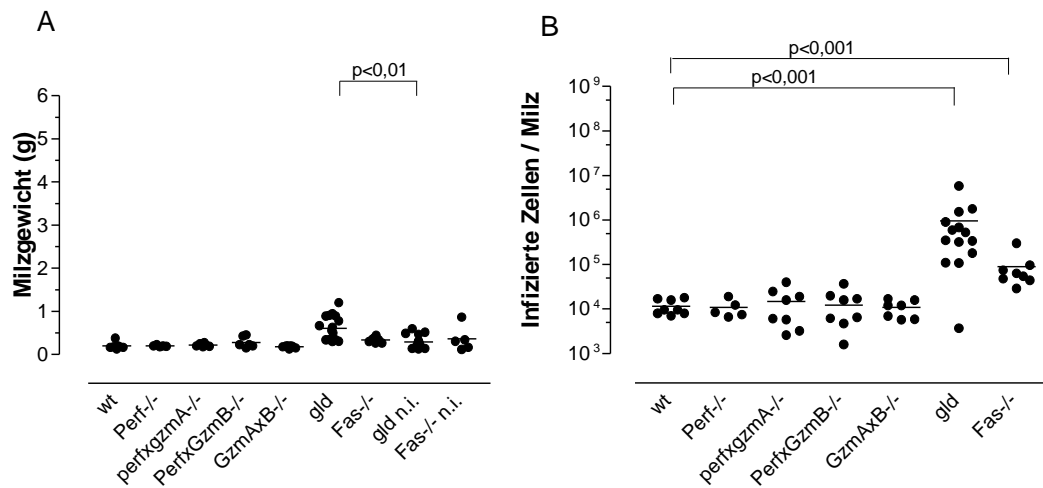 A
p<0,01
Milzgewicht (g)
6
5
4
3
2
1
0
wt
Perf-/-
perfxgzmA-/-
PerfxGzmB-/-
GzmAxB-/-
gld
Fas-/-
gld n.i.
Fas-/- n.i.
B
p<0,001
p<0,001
Infizierte Zellen / Milz
10⁹
10⁸
10⁷
10⁶
10⁵
10⁴
10³
wt
Perf-/-
perfxgzmA-/-
PerfxGzmB-/-
GzmAxB-/-
gld
Fas-/-